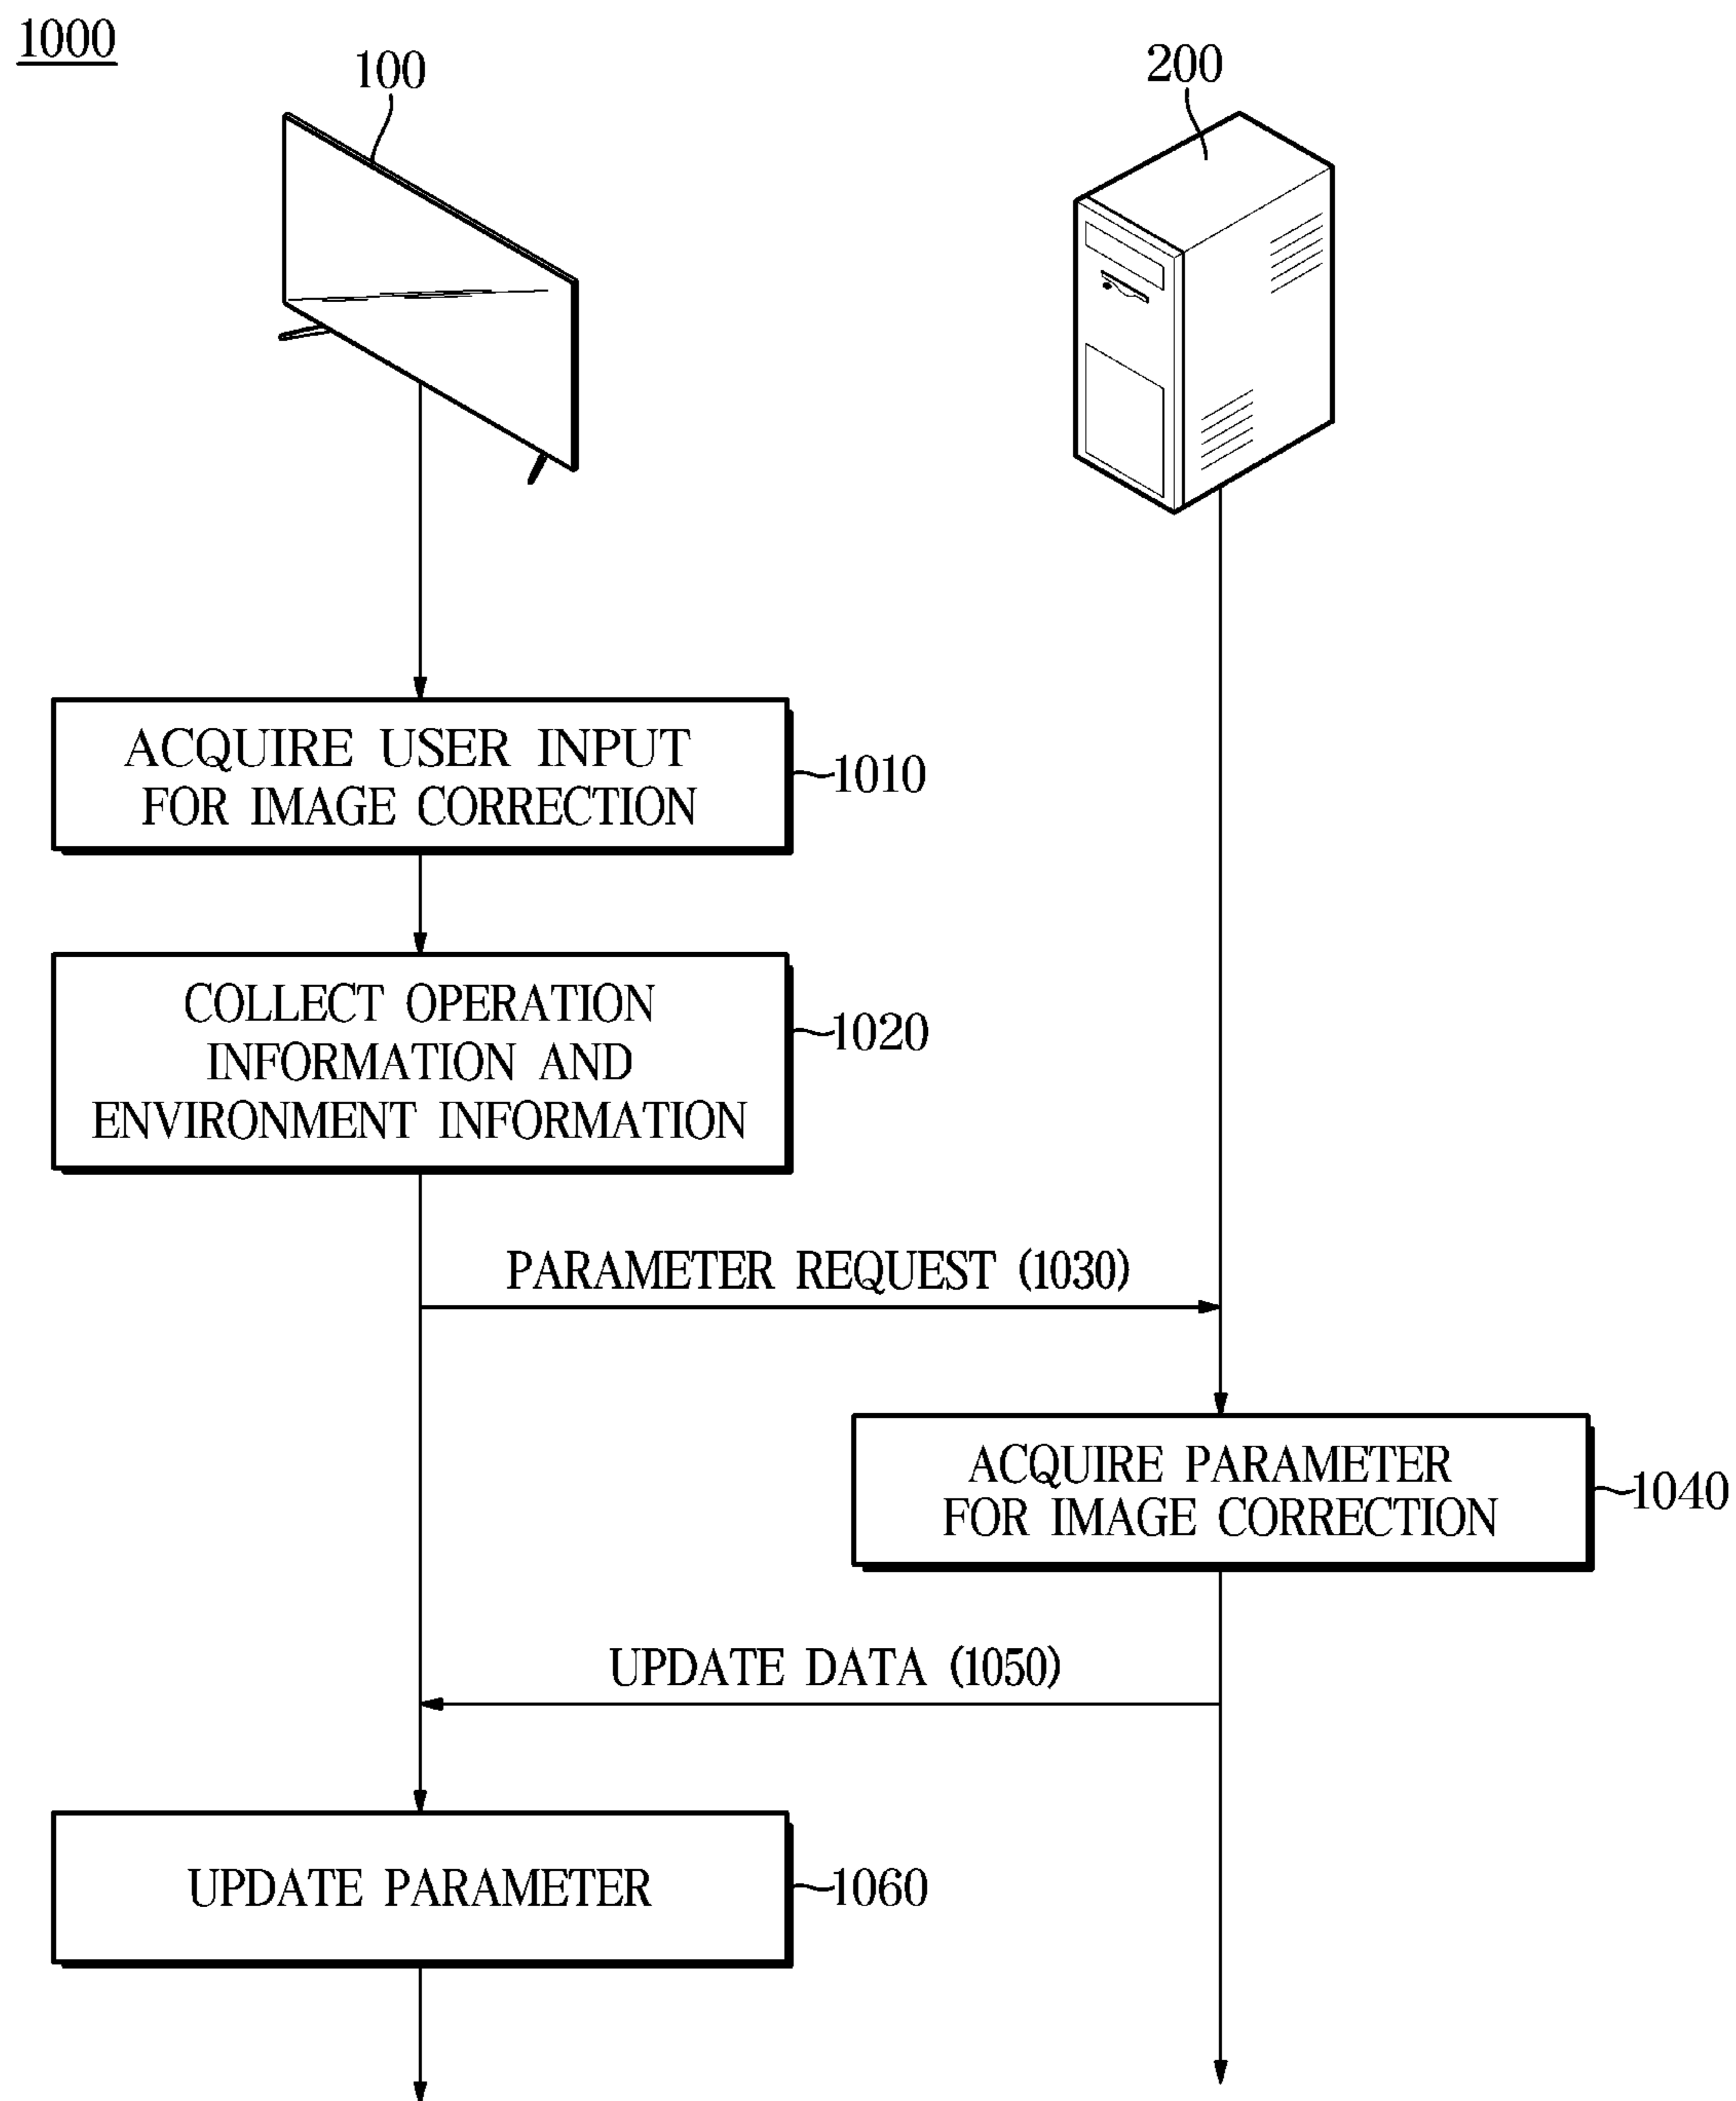 1000
100
200
ACQUIRE USER INPUT
FOR IMAGE CORRECTION
1010
COLLECT OPERATION
INFORMATION AND
ENVIRONMENT INFORMATION
1020
PARAMETER REQUEST (1030)
ACQUIRE PARAMETER
FOR IMAGE CORRECTION
1040
UPDATE DATA (1050)
UPDATE PARAMETER
1060